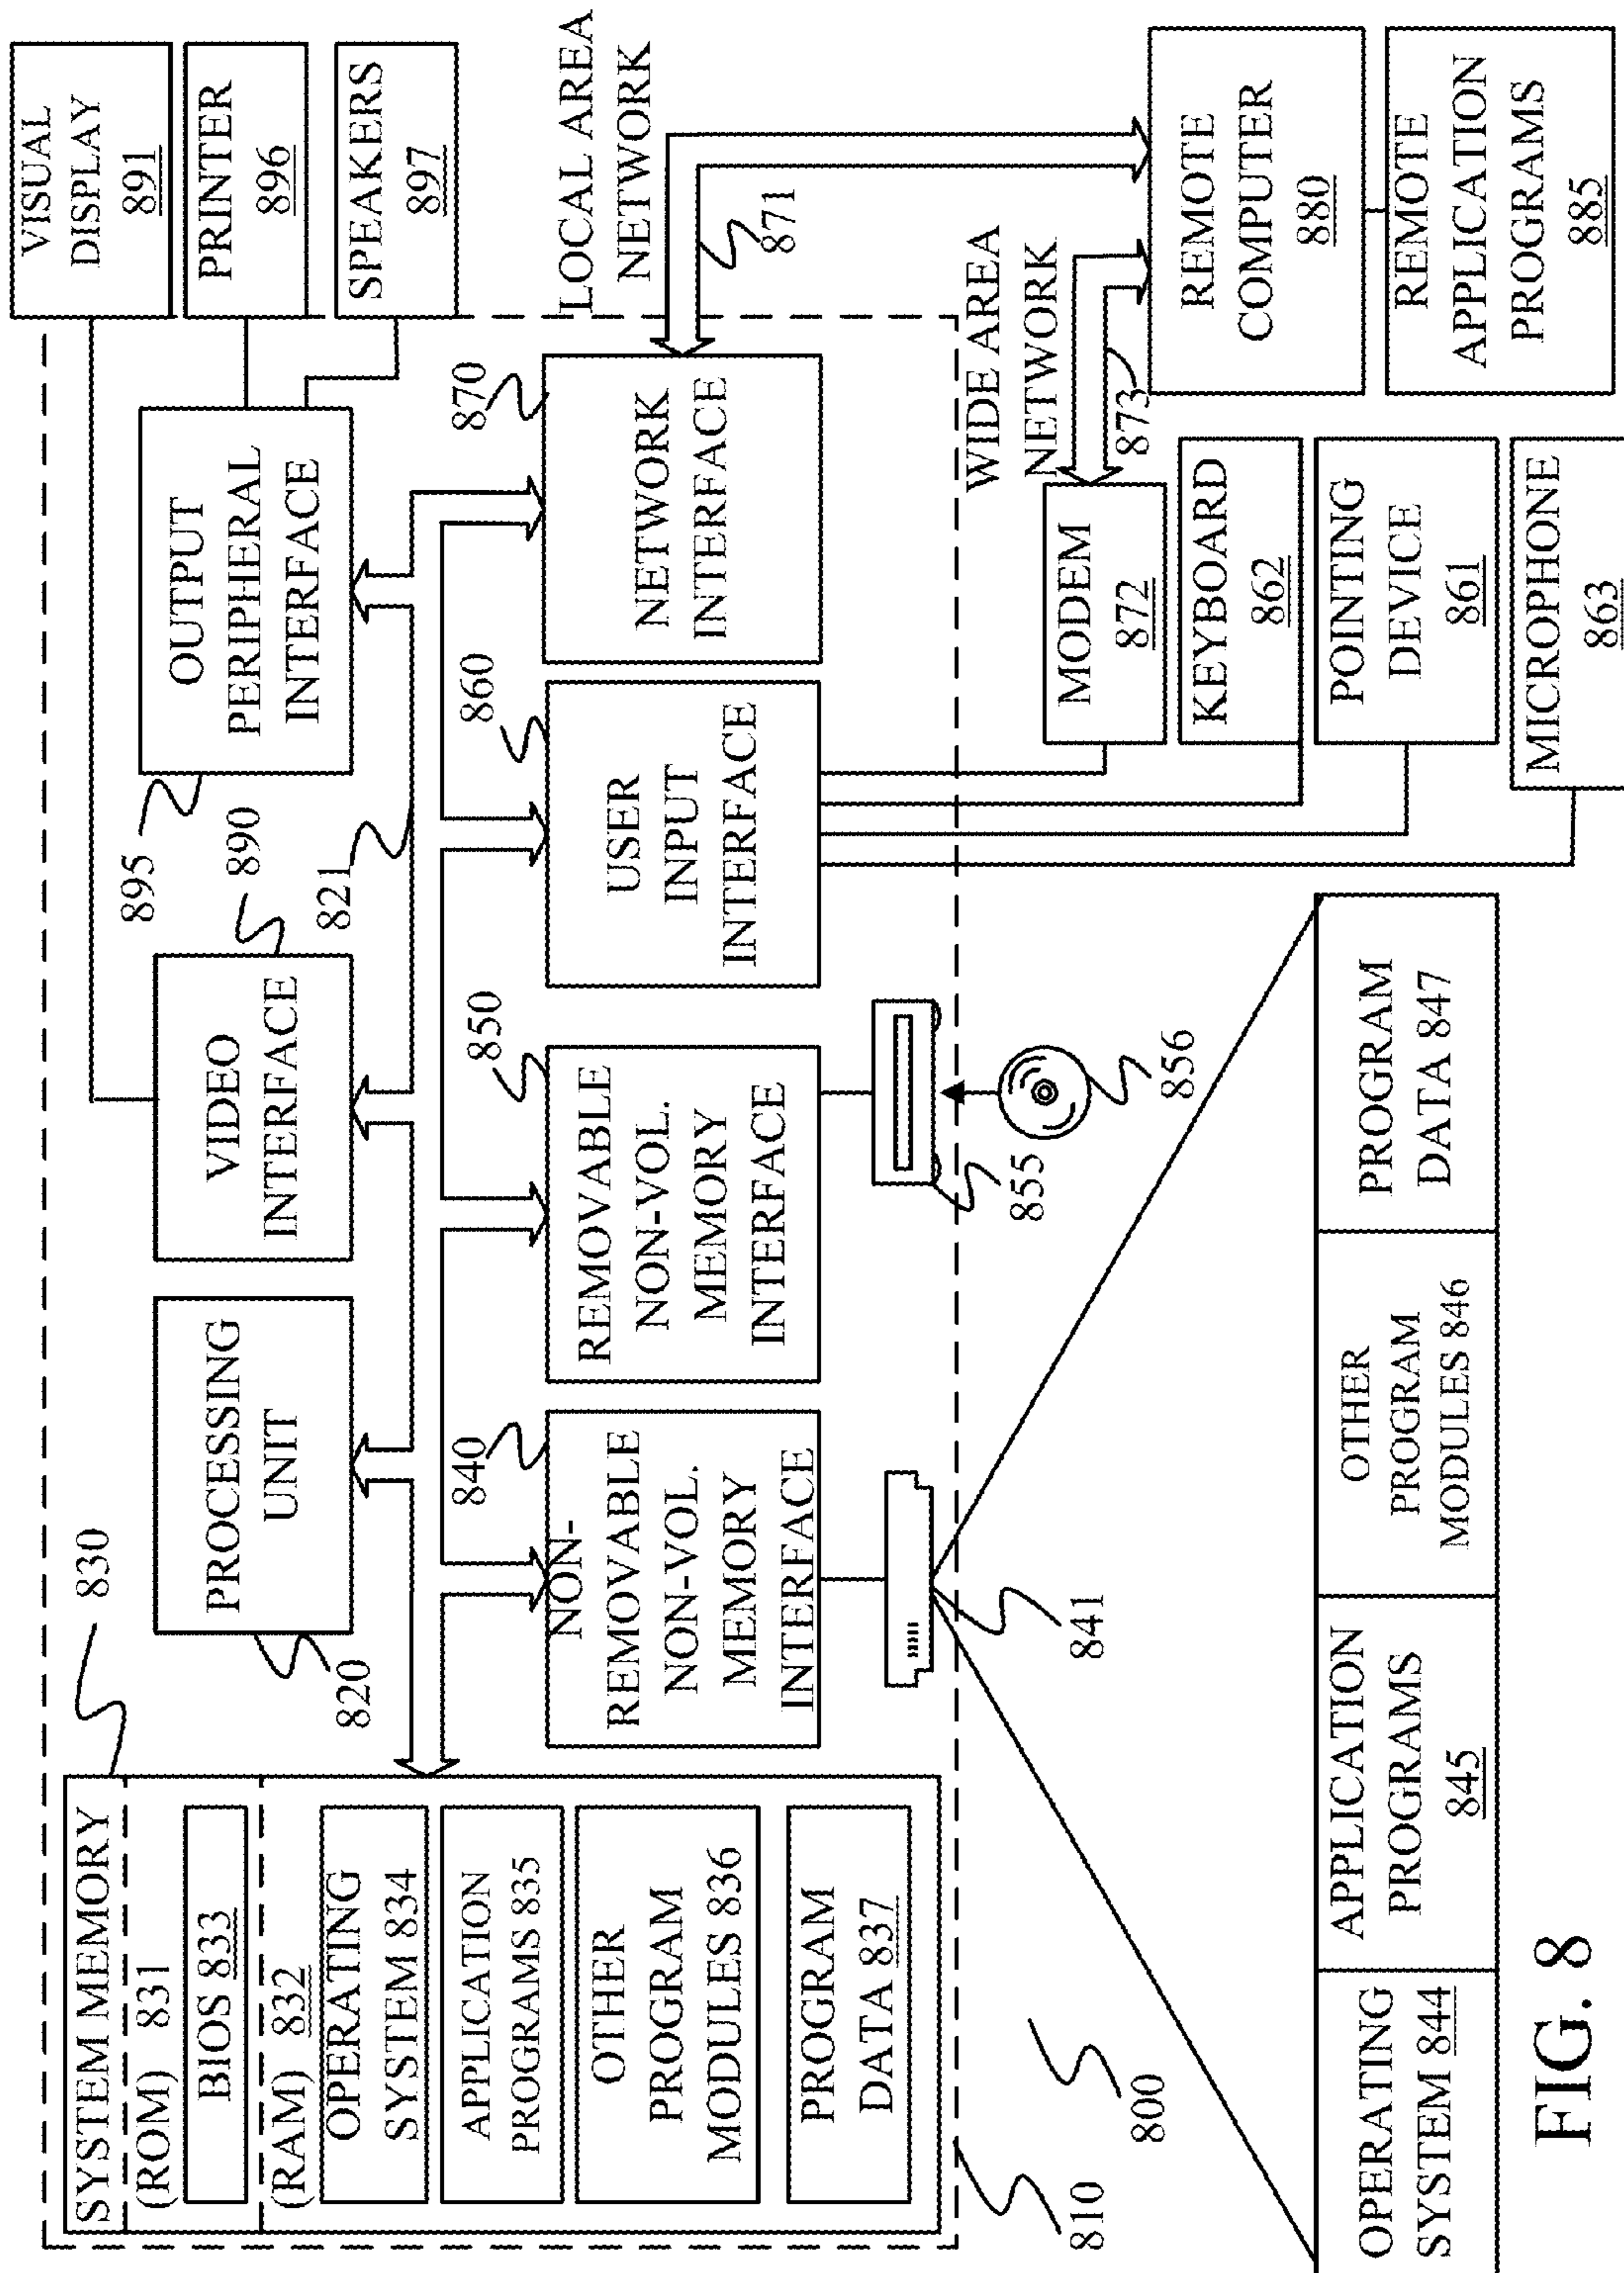 SYSTEM MEMORY
(ROM) 831
BIOS 833
(RAM) 832
OPERATING
SYSTEM 834
APPLICATION
PROGRAMS 835
OTHER
PROGRAM
MODULES 836
PROGRAM
DATA 837
830
820
PROCESSING
UNIT
VIDEO
INTERFACE
890
895
OUTPUT
PERIPHERAL
INTERFACE
821
VISUAL
DISPLAY
891
PRINTER
896
SPEAKERS
897
840
NON-
REMOVABLE
NON-VOL.
MEMORY
INTERFACE
850
REMOVABLE
NON-VOL.
MEMORY
INTERFACE
860
USER
INPUT
INTERFACE
870
NETWORK
INTERFACE
LOCAL AREA
NETWORK
871
WIDE AREA
NETWORK
873
841
855
856
MODEM
872
KEYBOARD
862
POINTING
DEVICE
861
MICROPHONE
863
REMOTE
COMPUTER
880
REMOTE
APPLICATION
PROGRAMS
885
810
800
OPERATING
SYSTEM 844
APPLICATION
PROGRAMS
845
OTHER
PROGRAM
MODULES 846
PROGRAM
DATA 847
FIG. 8